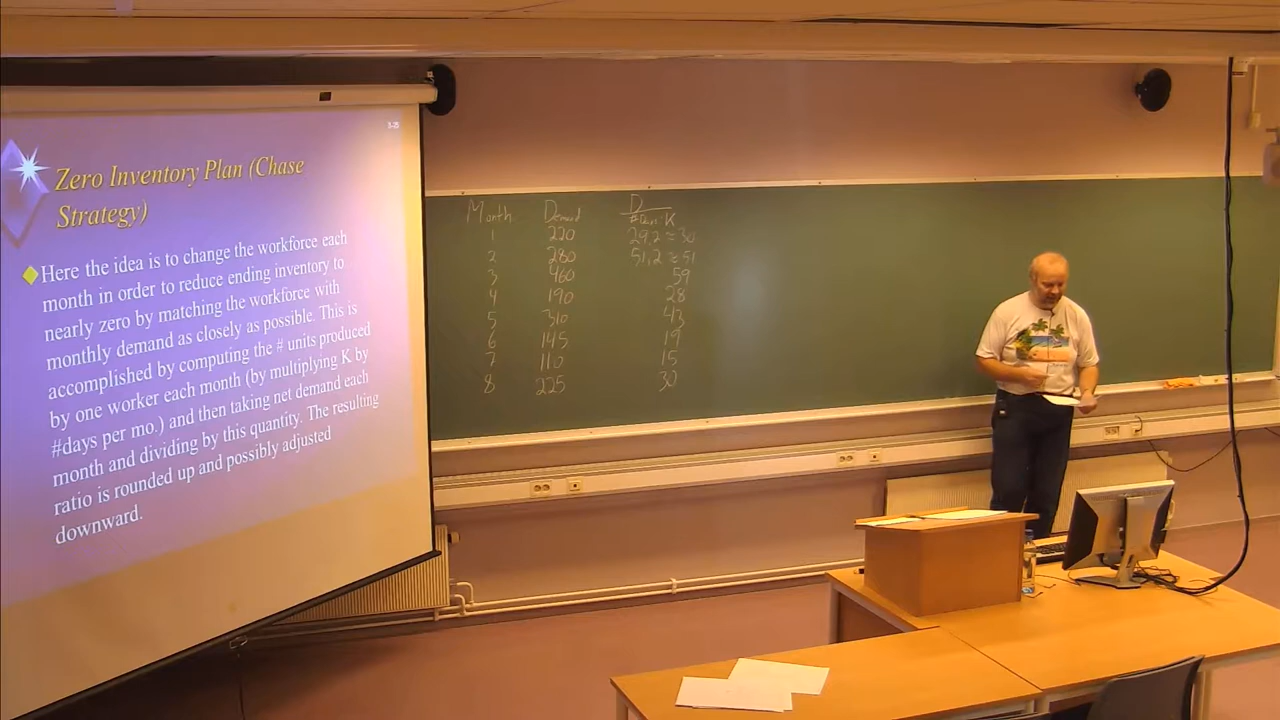 3-25
Zero Inventory Plan (Chase
Strategy)
Here the idea is to change the workforce each
month in order to reduce ending inventory to
nearly zero by matching the workforce with
monthly demand as closely as possible. This is
accomplished by computing the # units produced
by one worker each month (by multiplying K by
#days per mo.) and then taking net demand each
month and dividing by this quantity. The resulting
ratio is rounded up and possibly adjusted
downward.
Month Demand D
#Days·K
1 220 29,2 ≈ 30
2 280 51,2 ≈ 51
3 460 59
4 190 28
5 310 43
6 145 19
7 110 15
8 225 30